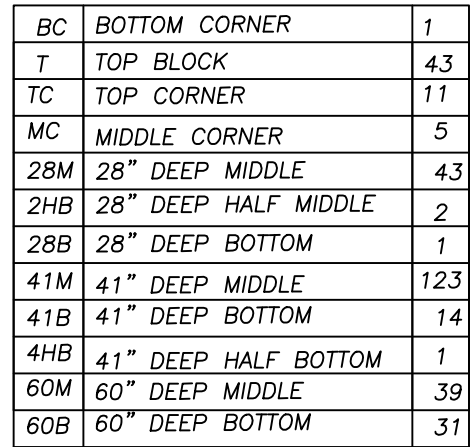 BC BOTTOM CORNER 1
T TOP BLOCK 43
TC TOP CORNER 11
MC MIDDLE CORNER 5
28M 28" DEEP MIDDLE 43
2HB 28" DEEP HALF MIDDLE 2
28B 28" DEEP BOTTOM 1
41M 41" DEEP MIDDLE 123
41B 41" DEEP BOTTOM 14
4HB 41" DEEP HALF BOTTOM 1
60M 60" DEEP MIDDLE 39
60B 60" DEEP BOTTOM 31